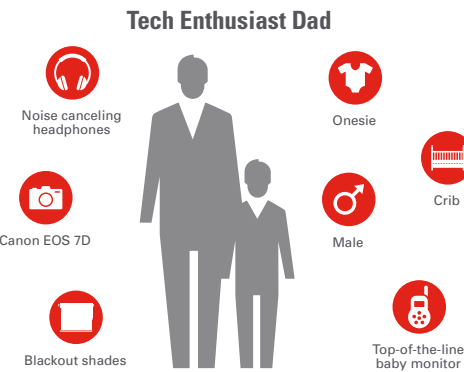 Tech Enthusiast Dad
Noise canceling
headphones
Onesie
Crib
Canon EOS 7D
Male
Blackout shades
Top-of-the-line
baby monitor